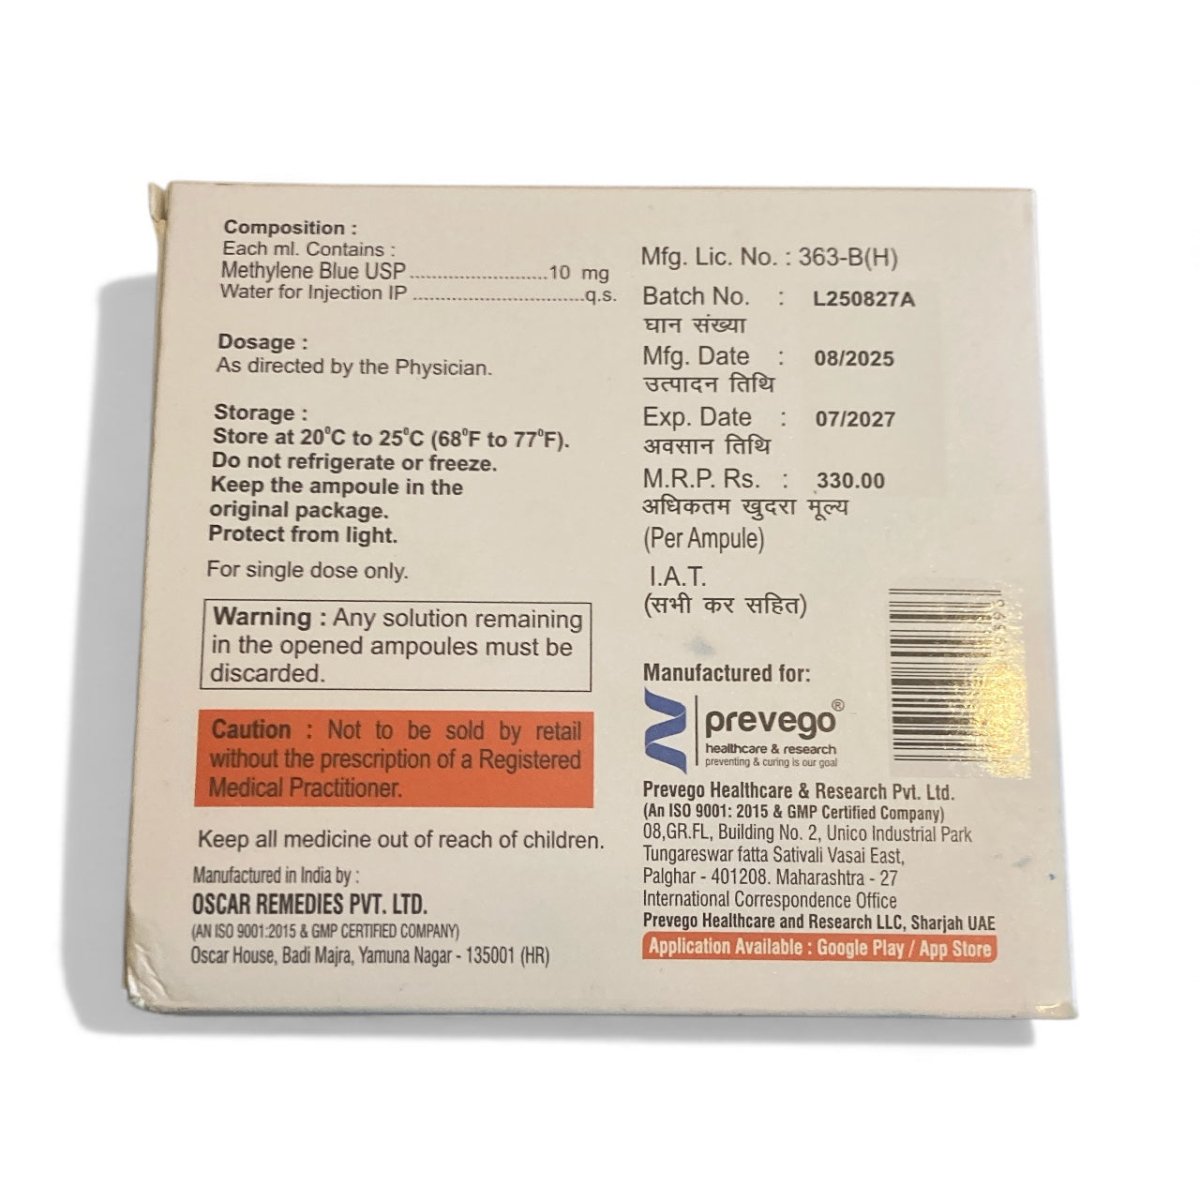 Composition :
Each ml. Contains :
Methylene Blue USP ........................10 mg
Water for Injection IP ..............................q.s.
Dosage :
As directed by the Physician.
Storage :
Store at 20⁰C to 25⁰C (68⁰F to 77⁰F).
Do not refrigerate or freeze.
Keep the ampoule in the
original package.
Protect from light.
For single dose only.
Warning : Any solution remaining
in the opened ampoules must be
discarded.
Caution : Not to be sold by retail
without the prescription of a Registered
Medical Practitioner.
Keep all medicine out of reach of children.
Manufactured in India by :
OSCAR REMEDIES PVT. LTD.
(AN ISO 9001:2015 & GMP CERTIFIED COMPANY)
Oscar House, Badi Majra, Yamuna Nagar - 135001 (HR)
Mfg. Lic. No. : 363-B(H)
Batch No. : L250827A
घान संख्या
Mfg. Date : 08/2025
उत्पादन तिथि
Exp. Date : 07/2027
अवसान तिथि
M.R.P. Rs. : 330.00
अधिकतम खुदरा मूल्य
(Per Ampule)
I.A.T.
(सभी कर सहित)
Manufactured for:
prevego®
healthcare & research
preventing & curing is our goal
Prevego Healthcare & Research Pvt. Ltd.
(An ISO 9001: 2015 & GMP Certified Company)
08,GR.FL, Building No. 2, Unico Industrial Park
Tungareswar fatta Sativali Vasai East,
Palghar - 401208. Maharashtra - 27
International Correspondence Office
Prevego Healthcare and Research LLC, Sharjah UAE
Application Available : Google Play / App Store